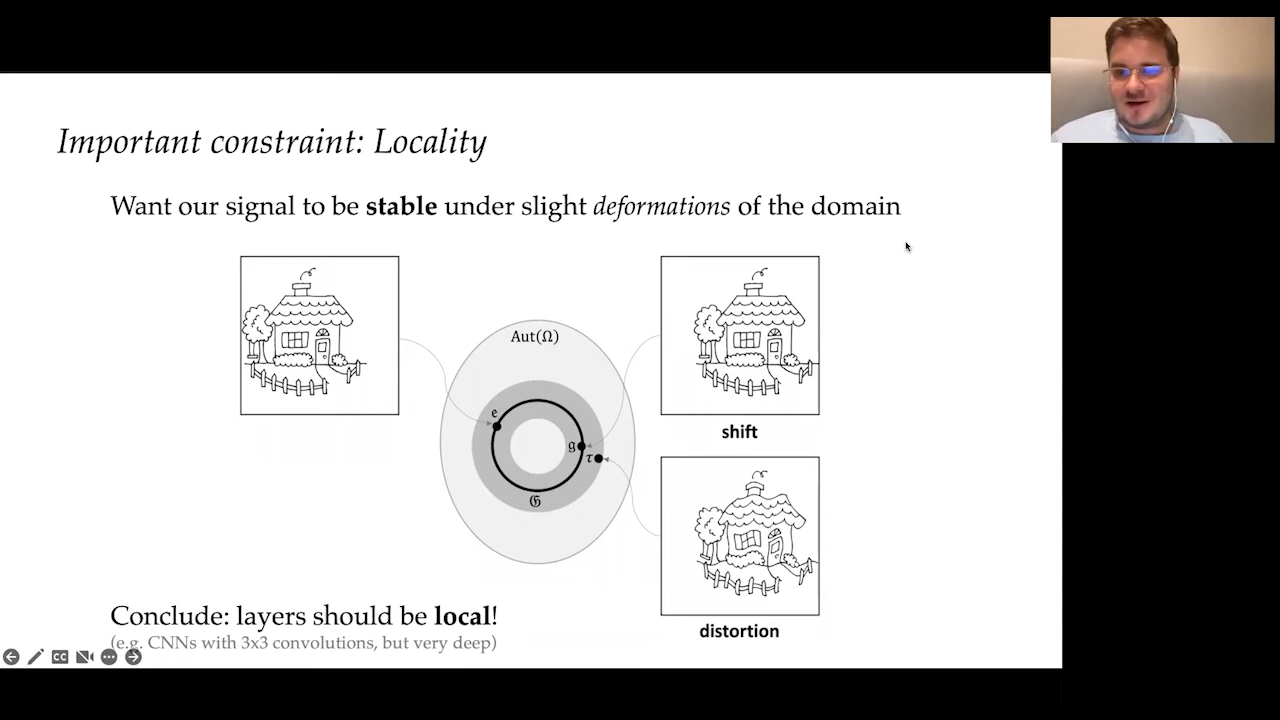 Important constraint: Locality
Want our signal to be stable under slight deformations of the domain
Aut(Ω)
e
g
τ
𝔊
shift
distortion
Conclude: layers should be local!
(e.g. CNNs with 3x3 convolutions, but very deep)
CC